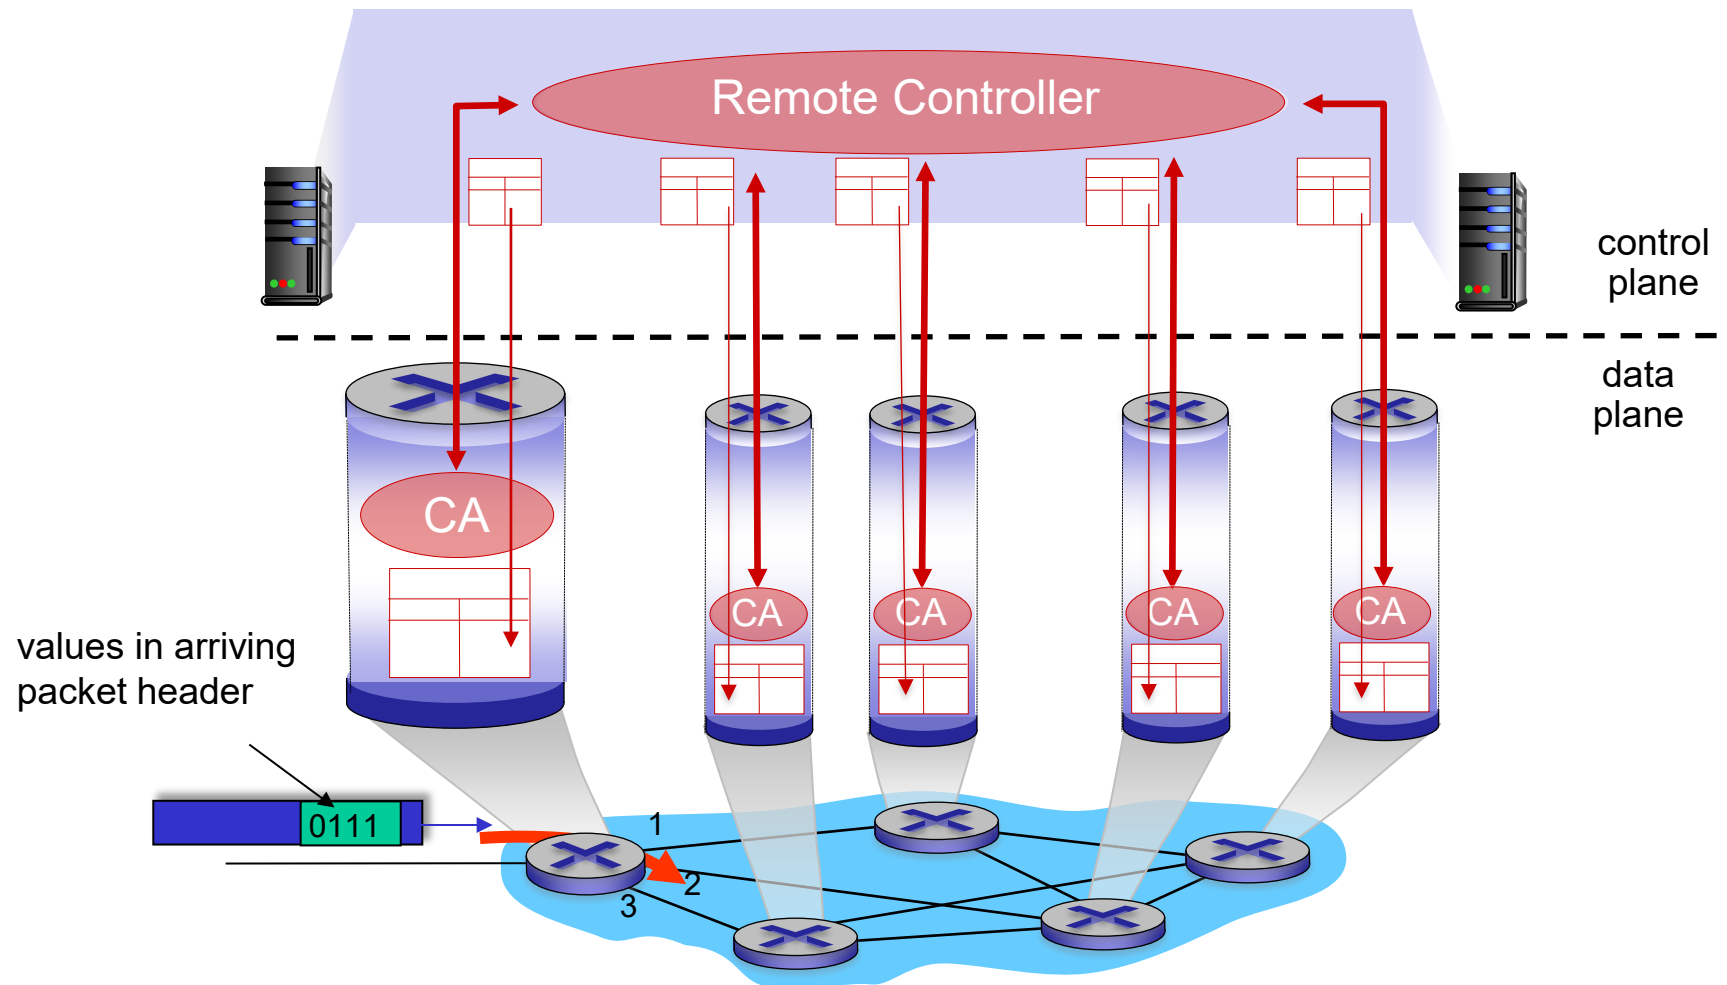 Remote Controller
control
plane
data
plane
CA
CA
CA
CA
CA
values in arriving
packet header
0111
1
2
3